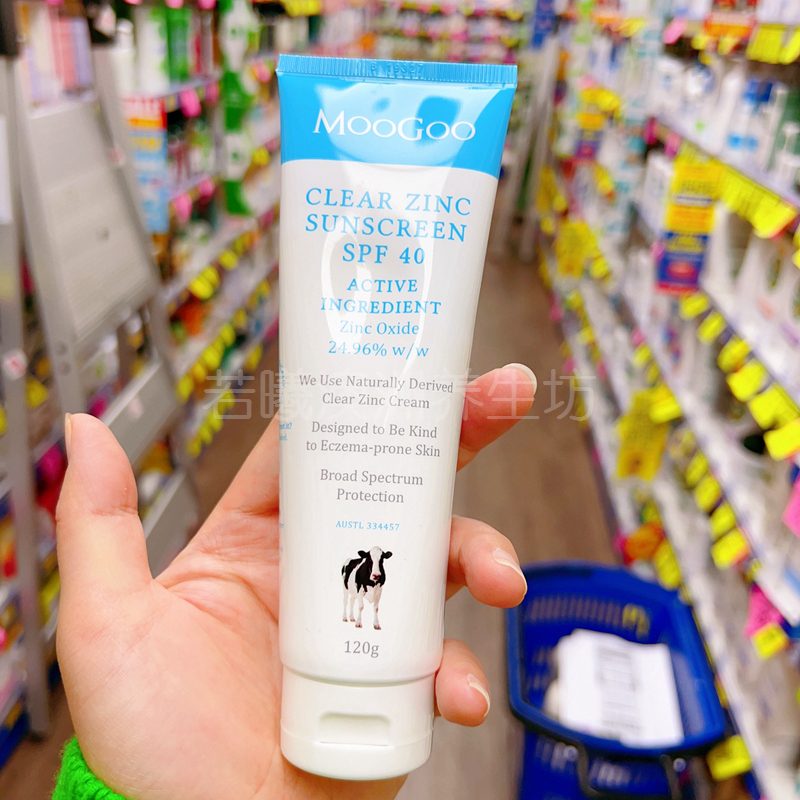 MOOGOO
CLEAR ZINC
SUNSCREEN
SPF 40
ACTIVE
INGREDIENT
Zinc Oxide
24.96% w/w
We Use Naturally Derived
Clear Zinc Cream
Designed to Be Kind
to Eczema-prone Skin
Broad Spectrum
Protection
AUSTL 334457
120g